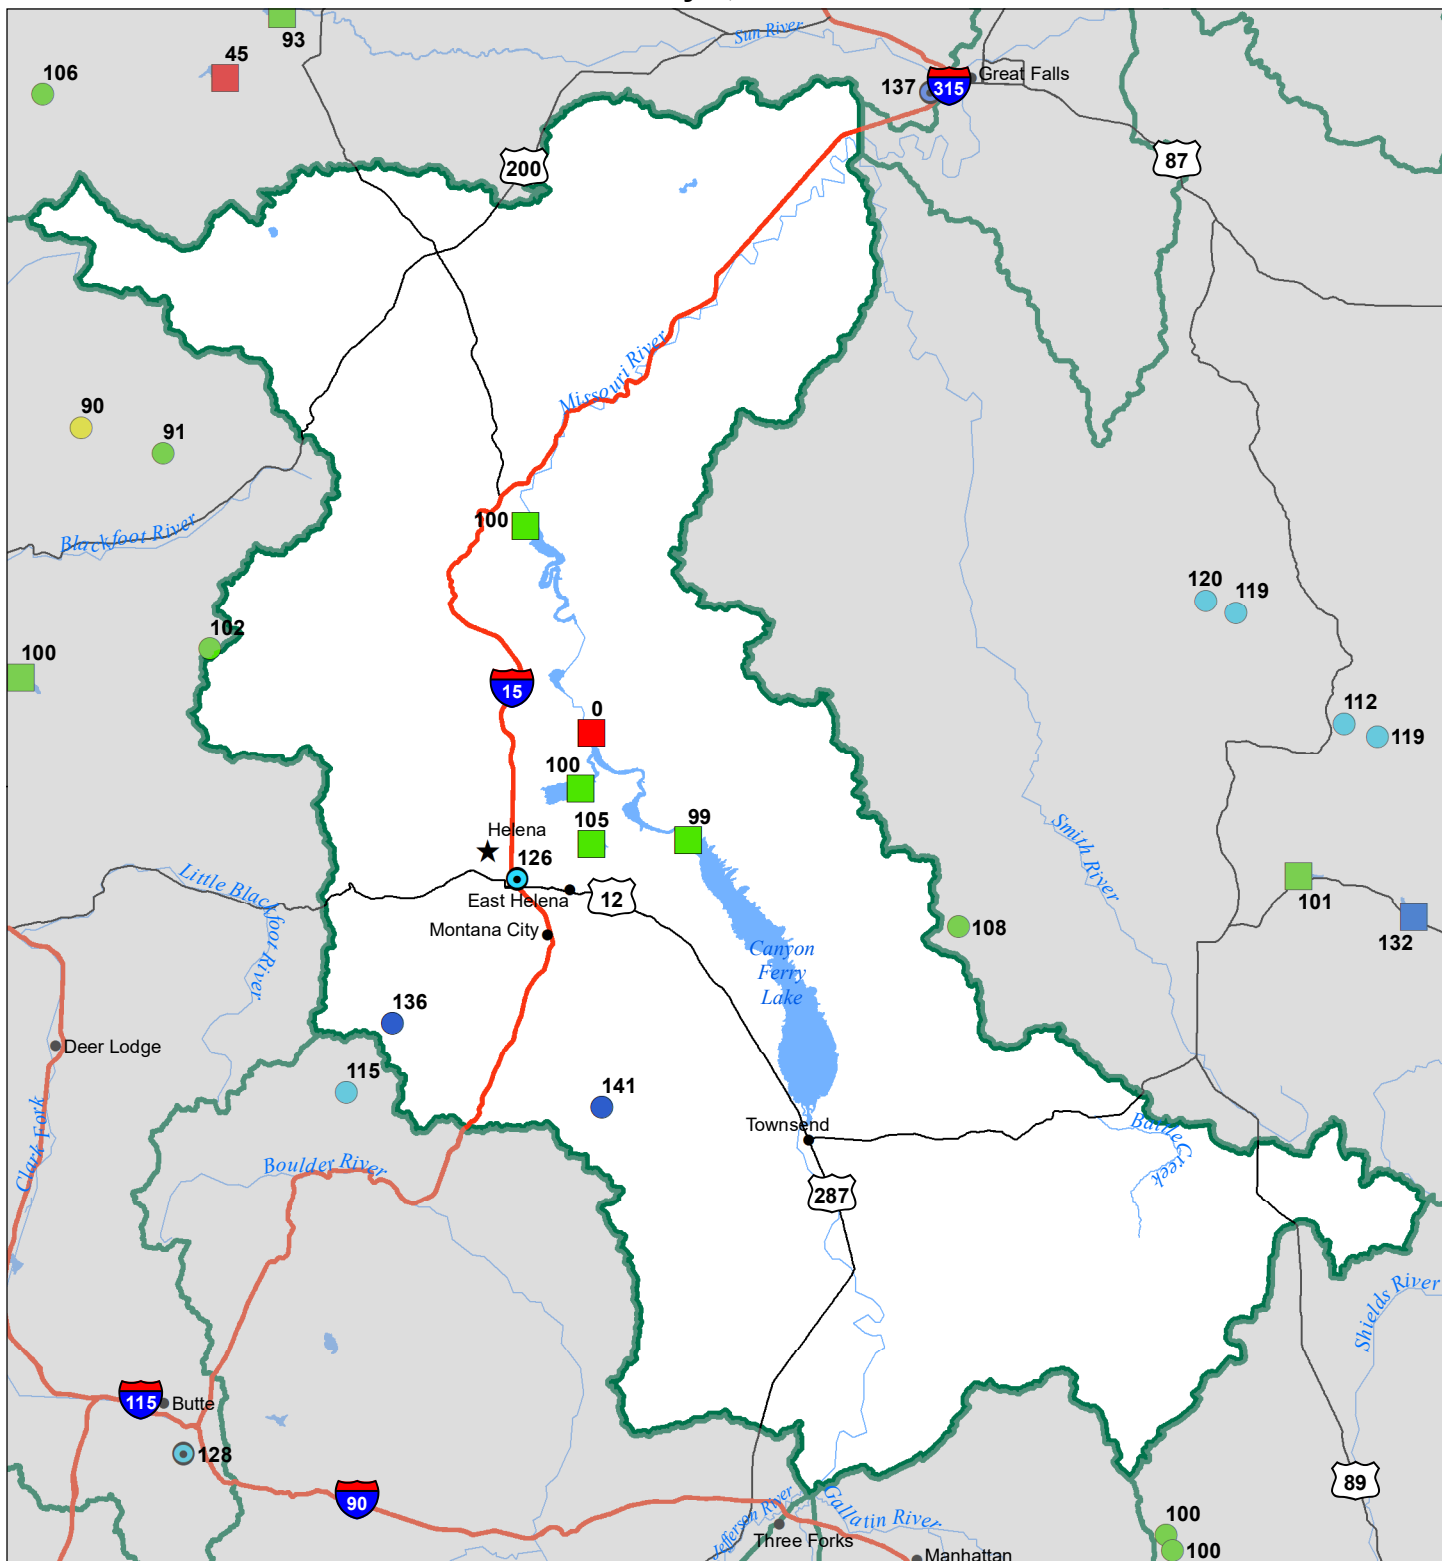 93
45
106
Sun River
Great Falls
137
315
200
87
Missouri River
90
91
Blackfoot River
100
120
119
102
100
15
0
112
119
100
99
105
Helena
126
Smith River
Little Blackfoot River
East Helena
12
101
Montana City
108
132
Canyon
Ferry
Lake
136
Deer Lodge
115
141
Townsend
Battle Creek
Clark Fork
Boulder River
287
Shields River
115
Butte
128
90
89
Jefferson River
Gallatin River
100
Three Forks
100
Manhattan